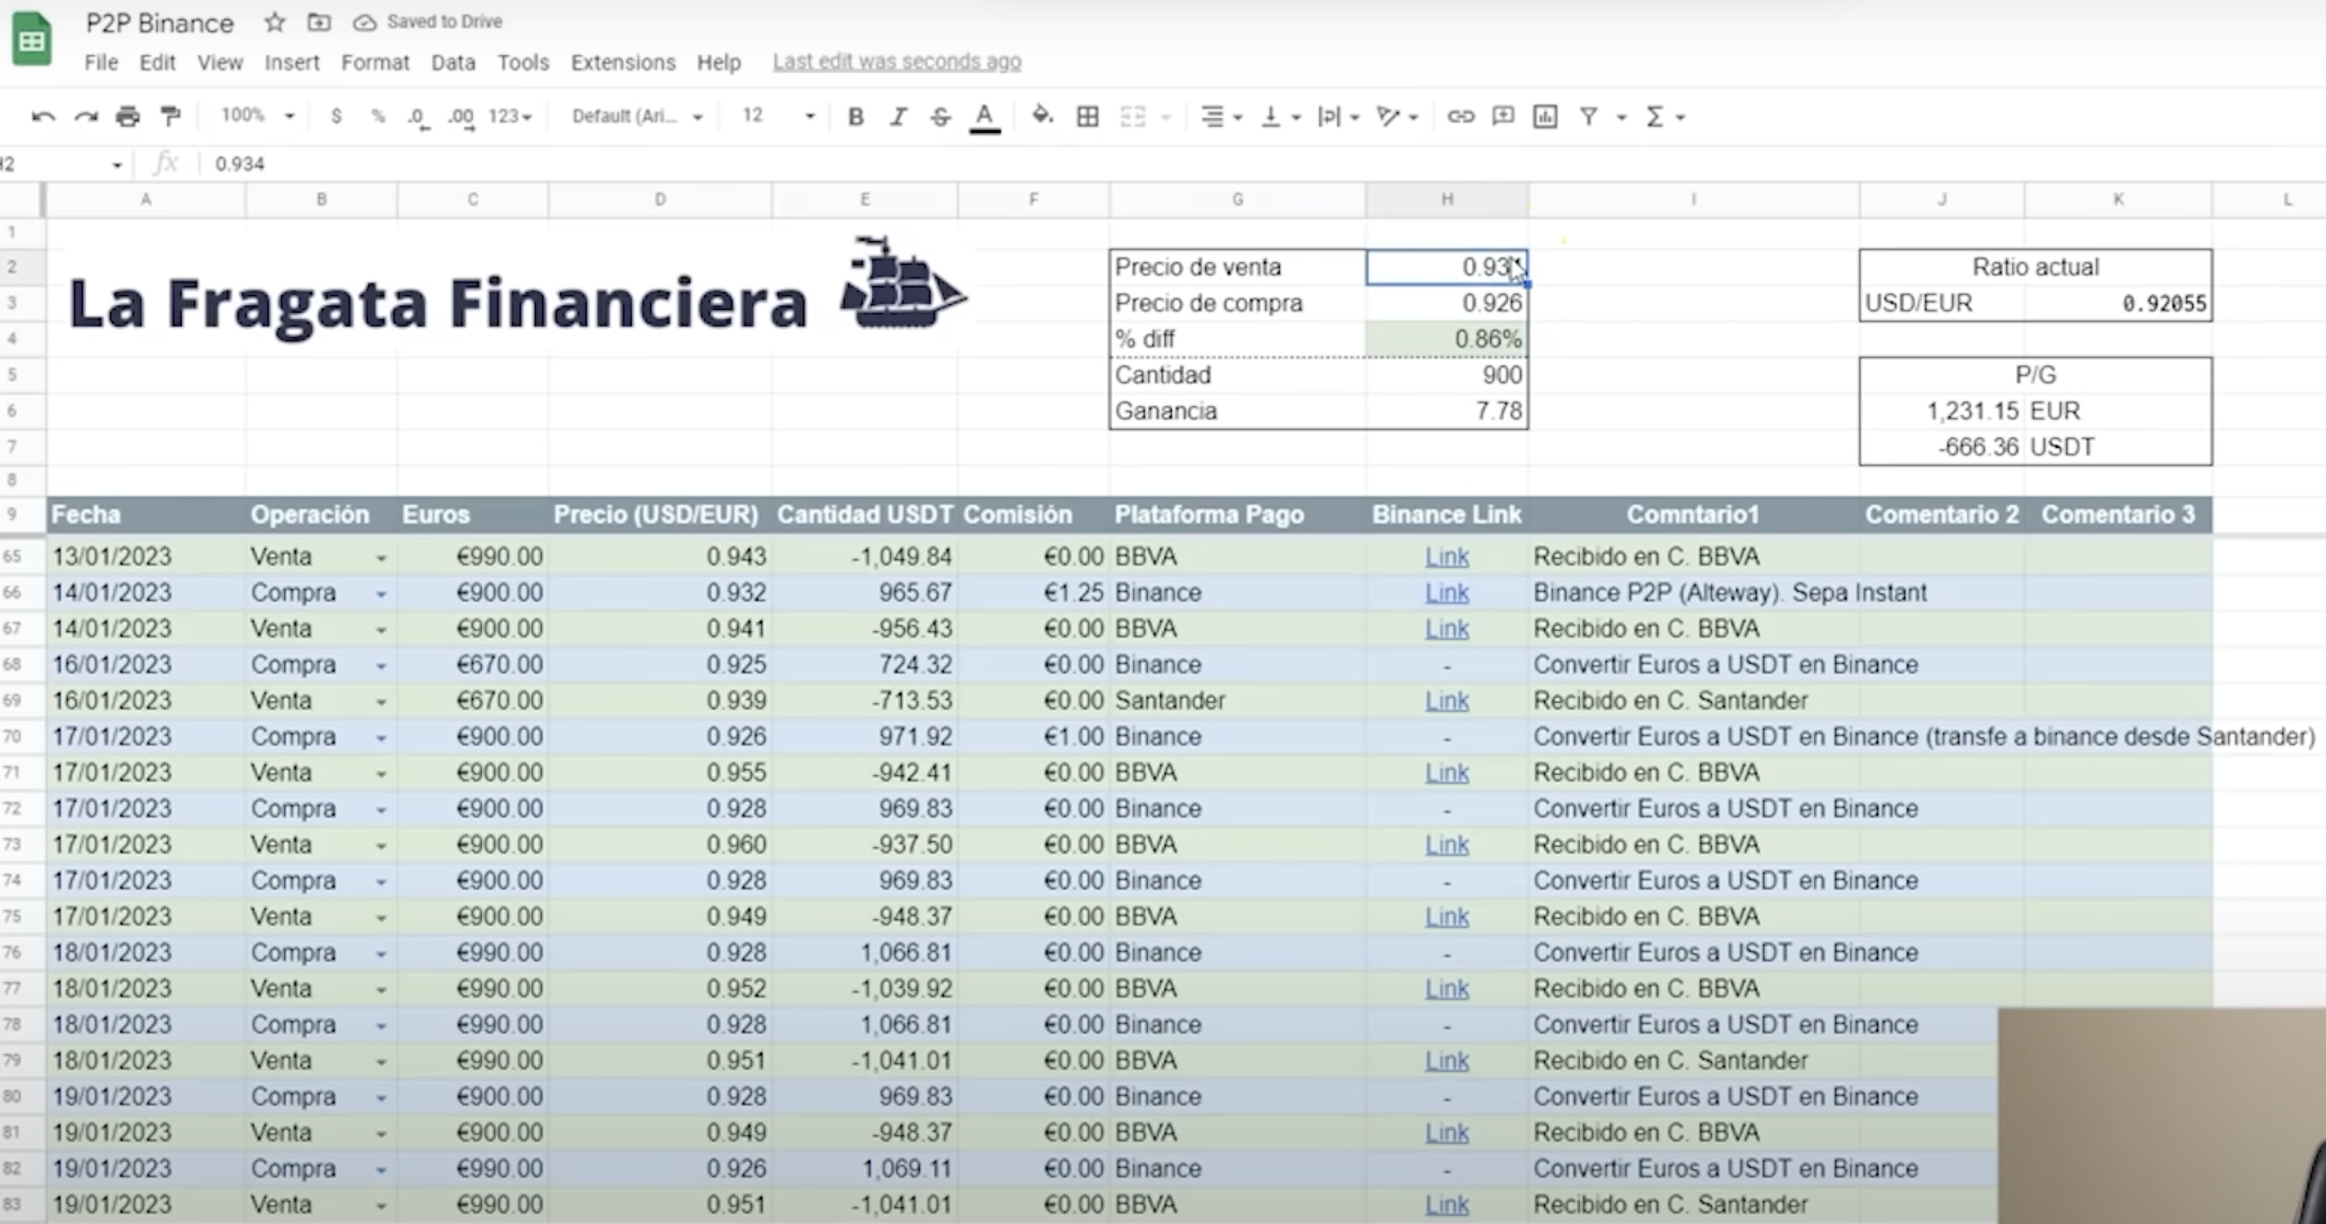 P2P Binance Saved to Drive
File Edit View Insert Format Data Tools Extensions Help Last edit was seconds ago
100% $ % .0 .00 123 Default (Ari... 12 B I S A
fx 0.934
A B C D E F G H I J K L
1
2 Precio de venta Ratio actual
3 La Fragata Financiera Precio de compra 0.926 USD/EUR 0.92055
4 % diff 0.86%
5 Cantidad 900 P/G
6 Ganancia 7.78 1,231.15 EUR
7 -666.36 USDT
8
9 Fecha Operación Euros Precio (USD/EUR) Cantidad USDT Comisión Plataforma Pago Binance Link Comntario1 Comentario 2 Comentario 3
65 13/01/2023 Venta €990.00 0.943 -1,049.84 €0.00 BBVA Link Recibido en C. BBVA
66 14/01/2023 Compra €900.00 0.932 965.67 €1.25 Binance Link Binance P2P (Alteway). Sepa Instant
67 14/01/2023 Venta €900.00 0.941 -956.43 €0.00 BBVA Link Recibido en C. BBVA
68 16/01/2023 Compra €670.00 0.925 724.32 €0.00 Binance - Convertir Euros a USDT en Binance
69 16/01/2023 Venta €670.00 0.939 -713.53 €0.00 Santander Link Recibido en C. Santander
70 17/01/2023 Compra €900.00 0.926 971.92 €1.00 Binance - Convertir Euros a USDT en Binance (transfe a binance desde Santander)
71 17/01/2023 Venta €900.00 0.955 -942.41 €0.00 BBVA Link Recibido en C. BBVA
72 17/01/2023 Compra €900.00 0.928 969.83 €0.00 Binance - Convertir Euros a USDT en Binance
73 17/01/2023 Venta €900.00 0.960 -937.50 €0.00 BBVA Link Recibido en C. BBVA
74 17/01/2023 Compra €900.00 0.928 969.83 €0.00 Binance - Convertir Euros a USDT en Binance
75 17/01/2023 Venta €900.00 0.949 -948.37 €0.00 BBVA Link Recibido en C. BBVA
76 18/01/2023 Compra €990.00 0.928 1,066.81 €0.00 Binance - Convertir Euros a USDT en Binance
77 18/01/2023 Venta €990.00 0.952 -1,039.92 €0.00 BBVA Link Recibido en C. BBVA
78 18/01/2023 Compra €990.00 0.928 1,066.81 €0.00 Binance - Convertir Euros a USDT en Binance
79 18/01/2023 Venta €990.00 0.951 -1,041.01 €0.00 BBVA Link Recibido en C. Santander
80 19/01/2023 Compra €900.00 0.928 969.83 €0.00 Binance - Convertir Euros a USDT en Binance
81 19/01/2023 Venta €900.00 0.949 -948.37 €0.00 BBVA Link Recibido en C. BBVA
82 19/01/2023 Compra €990.00 0.926 1,069.11 €0.00 Binance - Convertir Euros a USDT en Binance
83 19/01/2023 Venta €990.00 0.951 -1,041.01 €0.00 BBVA Link Recibido en C. Santander